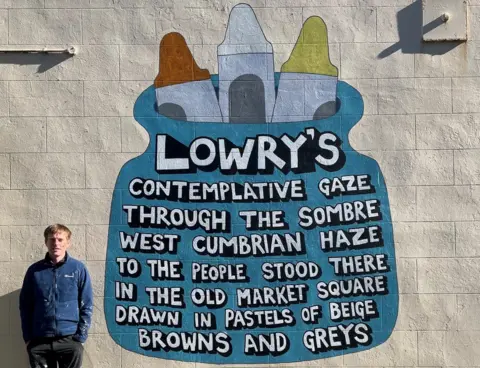 LOWRY'S
CONTEMPLATIVE GAZE
THROUGH THE SOMBRE
WEST CUMBRIAN HAZE
TO THE PEOPLE STOOD THERE
IN THE OLD MARKET SQUARE
DRAWN IN PASTELS OF BEIGE
BROWNS AND GREYS